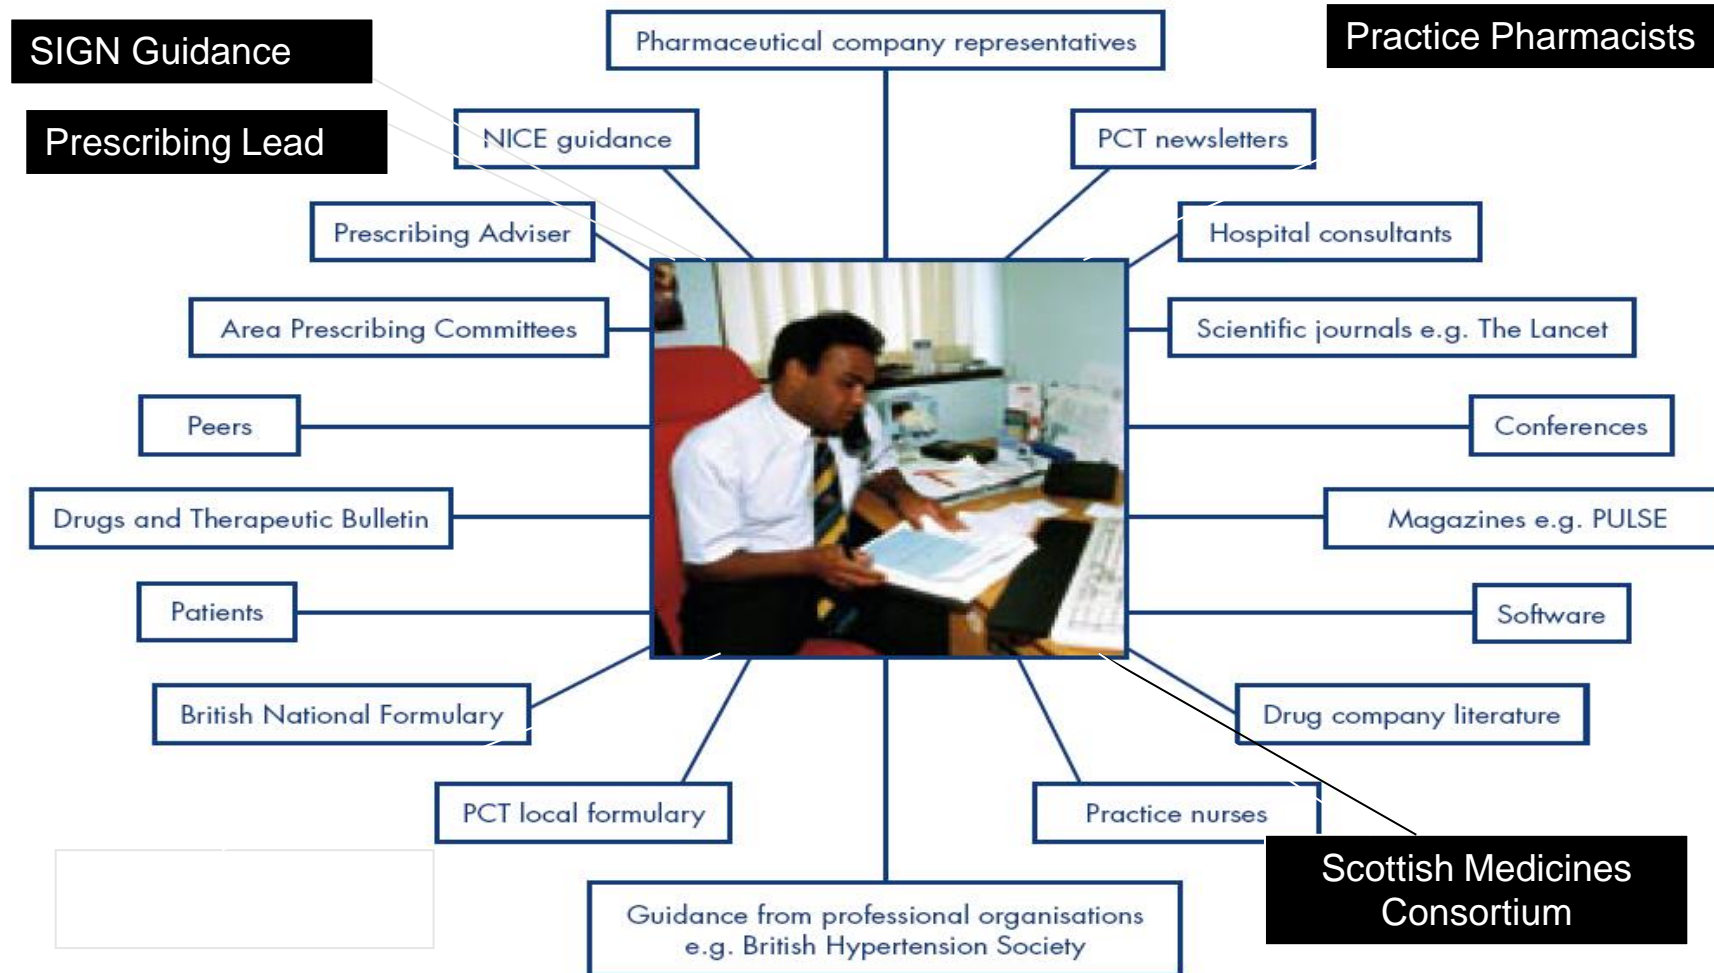 SIGN Guidance
Pharmaceutical company representatives
Practice Pharmacists
Prescribing Lead
NICE guidance
PCT newsletters
Prescribing Adviser
Hospital consultants
Area Prescribing Committees
Scientific journals e.g. The Lancet
Peers
Conferences
Drugs and Therapeutic Bulletin
Magazines e.g. PULSE
Patients
Software
British National Formulary
Drug company literature
PCT local formulary
Practice nurses
Scottish Medicines
Consortium
Guidance from professional organisations
e.g. British Hypertension Society